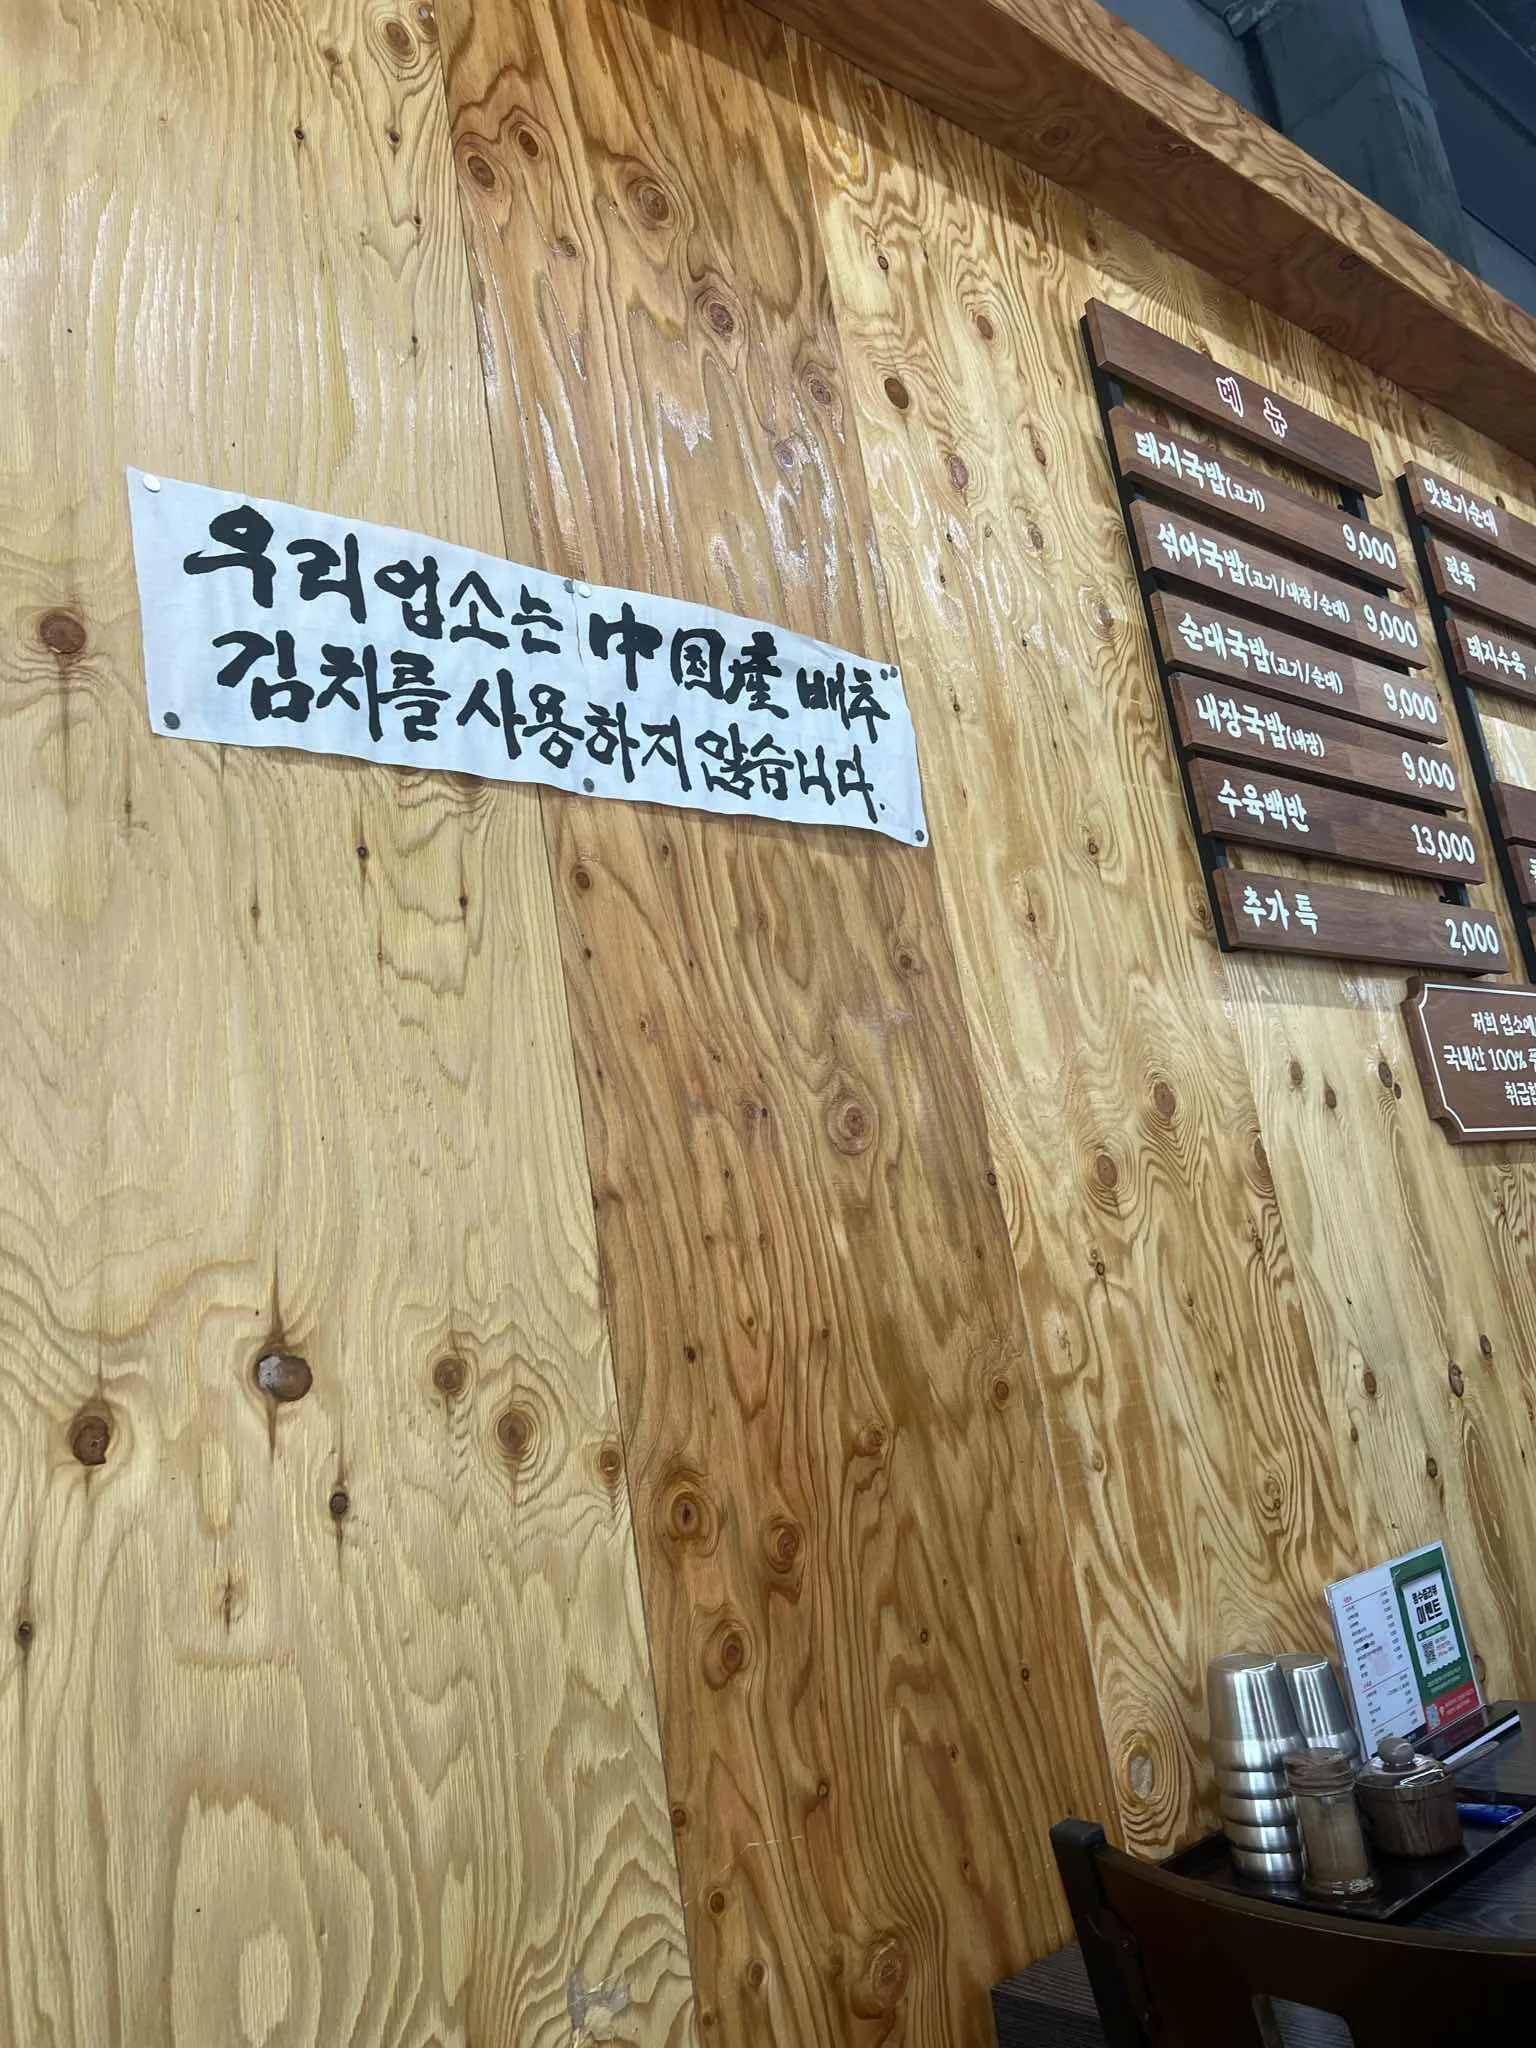 우리 업소는 中国産 배추
김치를 사용하지 않습니다.
메뉴
돼지국밥(고기) 9,000
섞어국밥(고기/내장/순대) 9,000
순대국밥(고기/순대) 9,000
내장국밥(내장) 9,000
수육백반 13,000
추가 특 2,000
맛보기순대
편육
돼지수육
저희 업소에
국내산 100%
취급합
이벤트